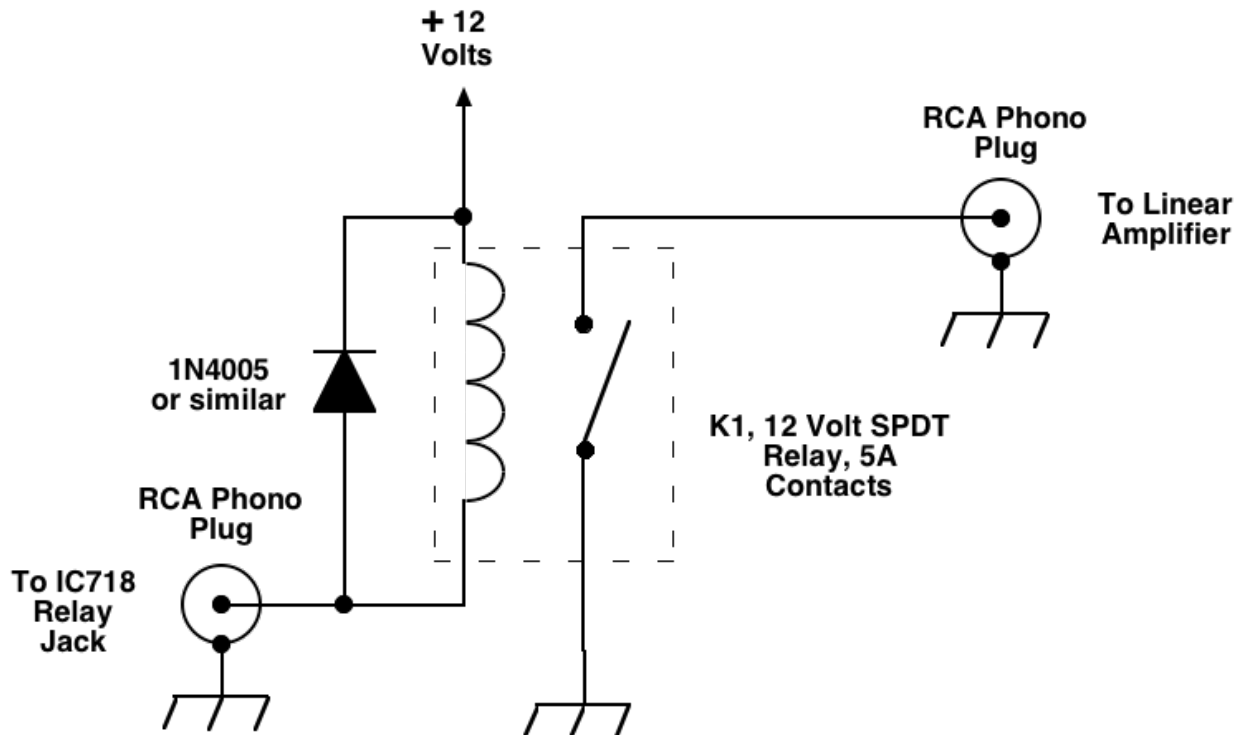 + 12
Volts
RCA Phono
Plug
To Linear
Amplifier
1N4005
or similar
K1, 12 Volt SPDT
Relay, 5A
Contacts
RCA Phono
Plug
To IC718
Relay
Jack